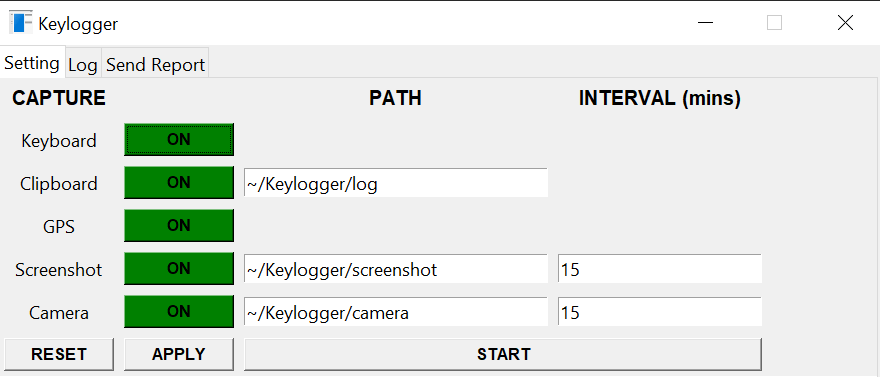 Keylogger
Setting Log Send Report
CAPTURE PATH INTERVAL (mins)
Keyboard ON
Clipboard ON ~/Keylogger/log
GPS ON
Screenshot ON ~/Keylogger/screenshot 15
Camera ON ~/Keylogger/camera 15
RESET APPLY START